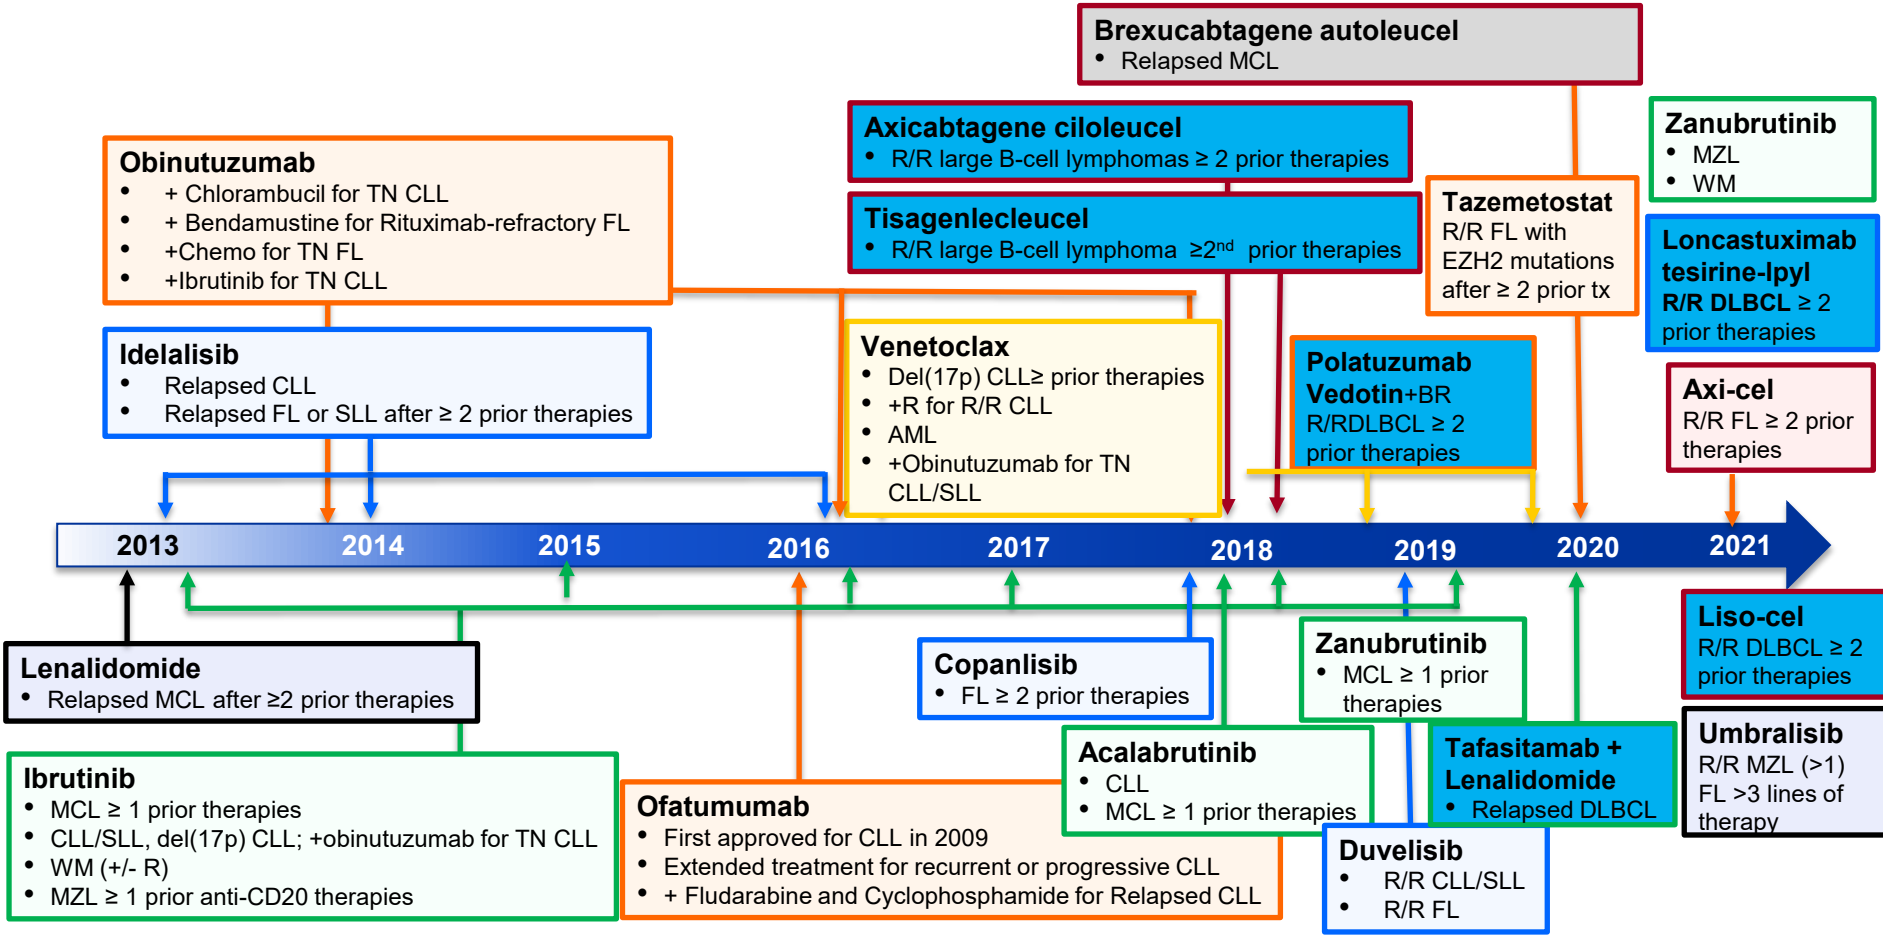 Brexucabtagene autoleucel
• Relapsed MCL
Axicabtagene ciloleucel
• R/R large B-cell lymphomas ≥ 2 prior therapies
Zanubrutinib
• MZL
• WM
Obinutuzumab
• + Chlorambucil for TN CLL
• + Bendamustine for Rituximab-refractory FL
• +Chemo for TN FL
• +Ibrutinib for TN CLL
Tisagenlecleucel
• R/R large B-cell lymphoma ≥2nd prior therapies
Tazemetostat
R/R FL with
EZH2 mutations
after ≥ 2 prior tx
Loncastuximab
tesirine-lpyl
R/R DLBCL ≥ 2
prior therapies
Idelalisib
• Relapsed CLL
• Relapsed FL or SLL after ≥ 2 prior therapies
Venetoclax
• Del(17p) CLL≥ prior therapies
• +R for R/R CLL
• AML
• +Obinutuzumab for TN
CLL/SLL
Polatuzumab
Vedotin+BR
R/RDLBCL ≥ 2
prior therapies
Axi-cel
R/R FL ≥ 2 prior
therapies
2013 2014 2015 2016 2017 2018 2019 2020 2021
Lenalidomide
• Relapsed MCL after ≥2 prior therapies
Copanlisib
• FL ≥ 2 prior therapies
Zanubrutinib
• MCL ≥ 1 prior
therapies
Liso-cel
R/R DLBCL ≥ 2
prior therapies
Ibrutinib
• MCL ≥ 1 prior therapies
• CLL/SLL, del(17p) CLL; +obinutuzumab for TN CLL
• WM (+/- R)
• MZL ≥ 1 prior anti-CD20 therapies
Ofatumumab
• First approved for CLL in 2009
• Extended treatment for recurrent or progressive CLL
• + Fludarabine and Cyclophosphamide for Relapsed CLL
Acalabrutinib
• CLL
• MCL ≥ 1 prior therapies
Tafasitamab +
Lenalidomide
• Relapsed DLBCL
Umbralisib
R/R MZL (>1)
FL >3 lines of
therapy
Duvelisib
• R/R CLL/SLL
• R/R FL